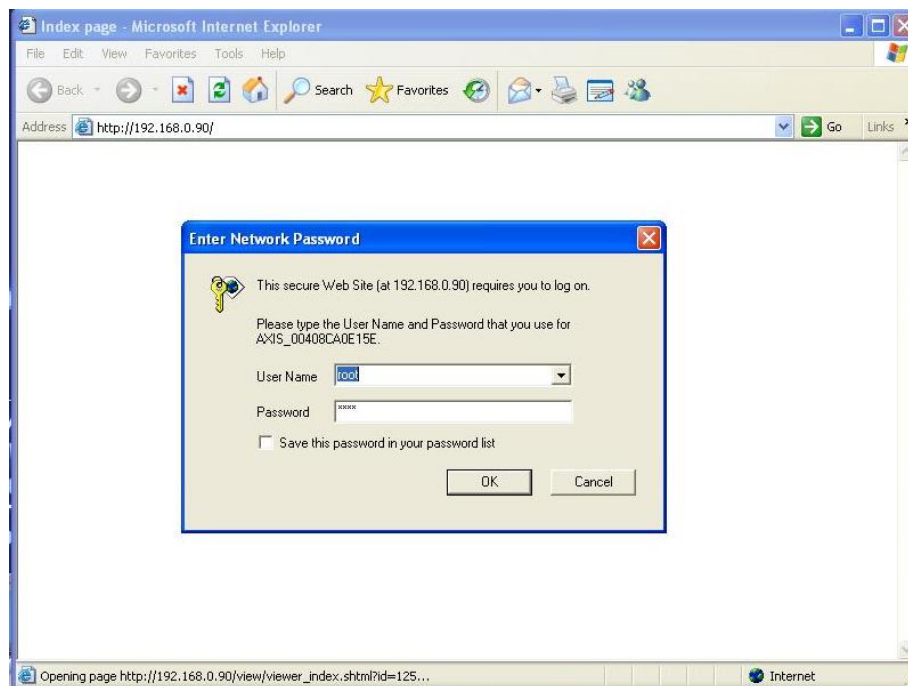 Index page - Microsoft Internet Explorer
File Edit View Favorites Tools Help
Back Search Favorites
Address http://192.168.0.90/ Go Links
Enter Network Password
This secure Web Site (at 192.168.0.90) requires you to log on.
Please type the User Name and Password that you use for
AXIS_00408CA0E15E.
User Name root
Password ****
Save this password in your password list
OK Cancel
Opening page http://192.168.0.90/view/viewer_index.shtml?id=125... Internet